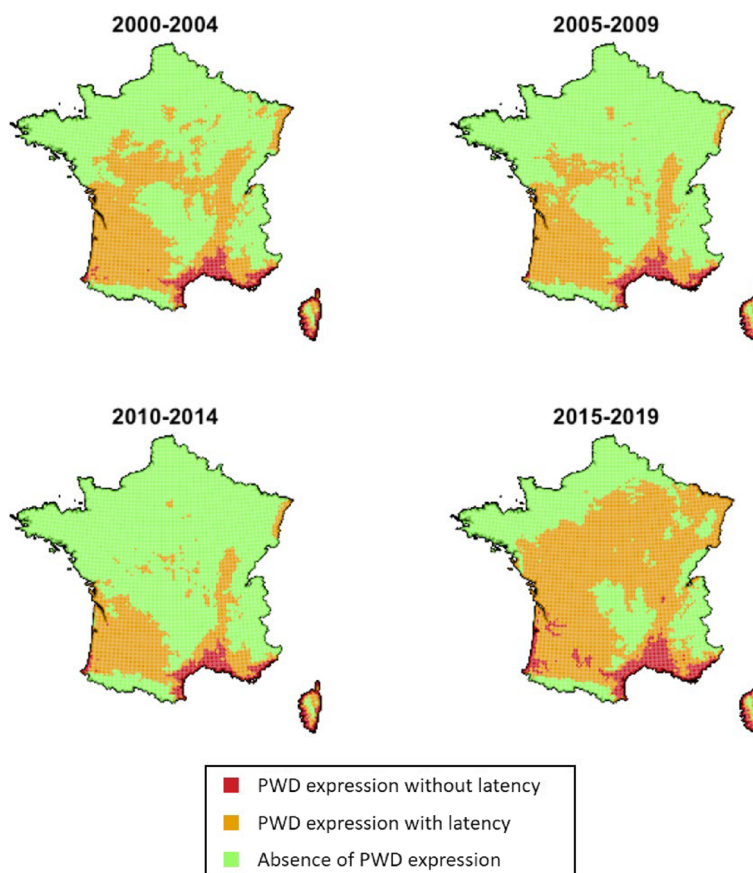 2000-2004
2005-2009
2010-2014
2015-2019
PWD expression without latency
PWD expression with latency
Absence of PWD expression